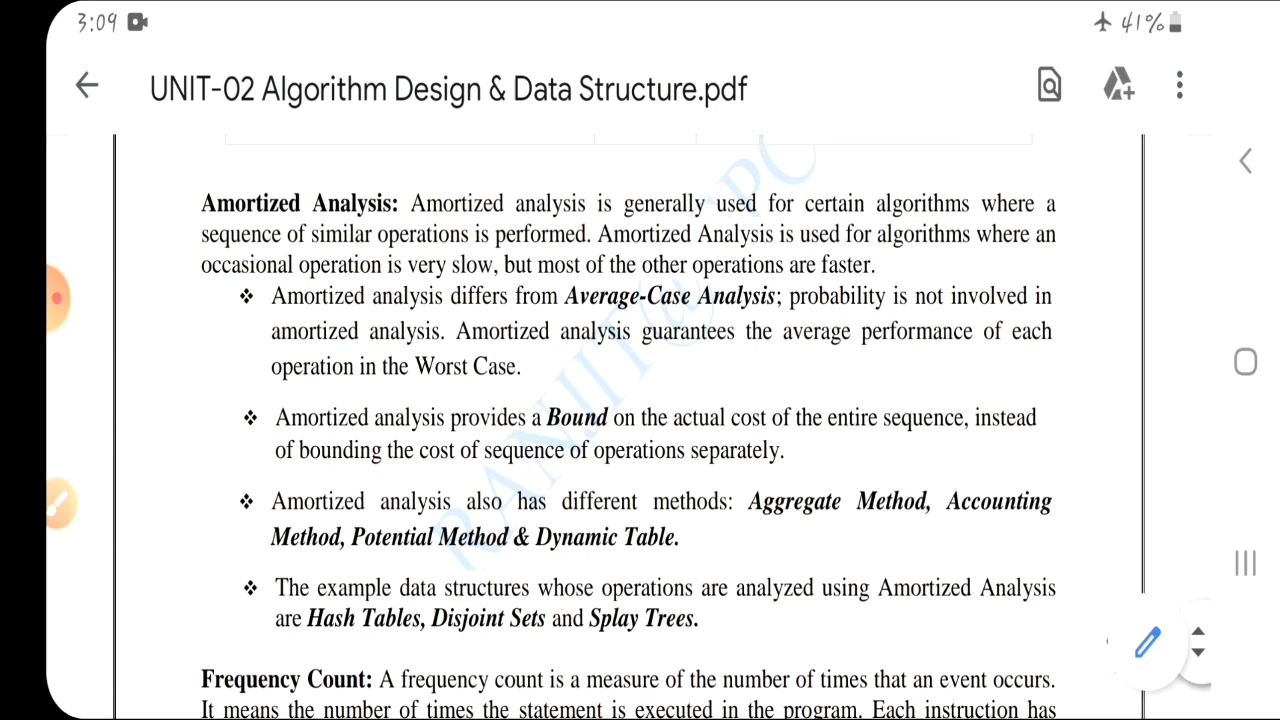 3:09
41%
UNIT-02 Algorithm Design & Data Structure.pdf
Amortized Analysis: Amortized analysis is generally used for certain algorithms where a
sequence of similar operations is performed. Amortized Analysis is used for algorithms where an
occasional operation is very slow, but most of the other operations are faster.
❖ Amortized analysis differs from Average-Case Analysis; probability is not involved in
amortized analysis. Amortized analysis guarantees the average performance of each
operation in the Worst Case.
❖ Amortized analysis provides a Bound on the actual cost of the entire sequence, instead
of bounding the cost of sequence of operations separately.
❖ Amortized analysis also has different methods: Aggregate Method, Accounting
Method, Potential Method & Dynamic Table.
❖ The example data structures whose operations are analyzed using Amortized Analysis
are Hash Tables, Disjoint Sets and Splay Trees.
Frequency Count: A frequency count is a measure of the number of times that an event occurs.
It means the number of times the statement is executed in the program. Each instruction has